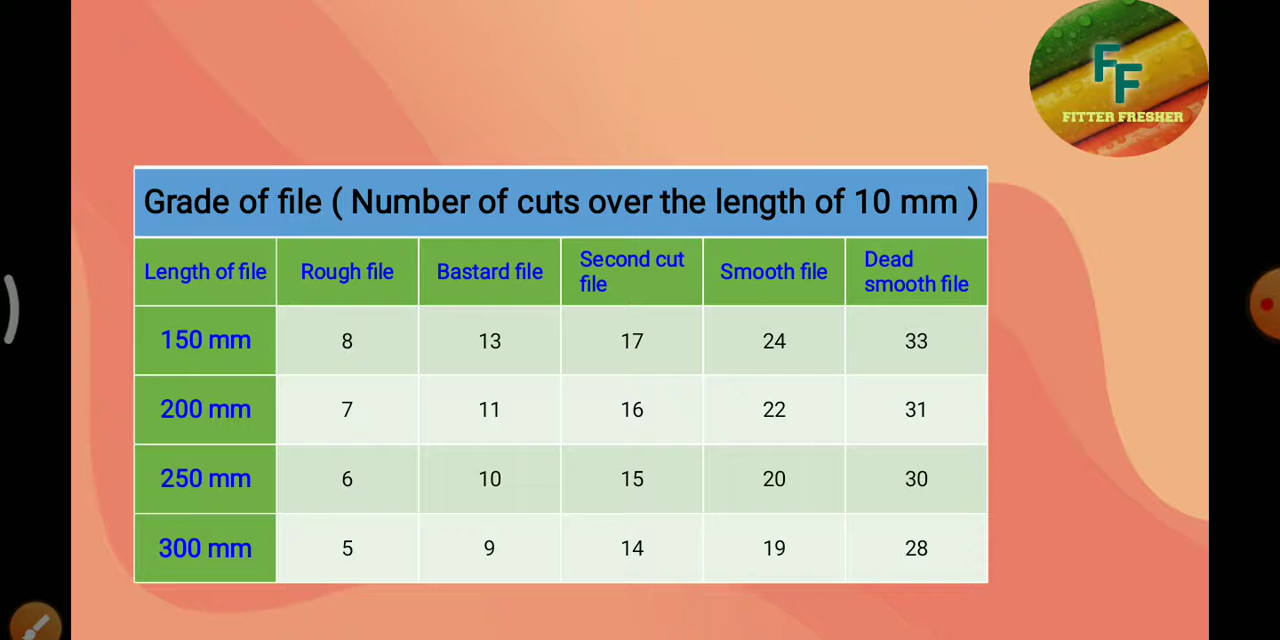 FF
FITTER FRESHER
Grade of file ( Number of cuts over the length of 10 mm )
Length of file Rough file Bastard file Second cut file Smooth file Dead smooth file
150 mm 8 13 17 24 33
200 mm 7 11 16 22 31
250 mm 6 10 15 20 30
300 mm 5 9 14 19 28